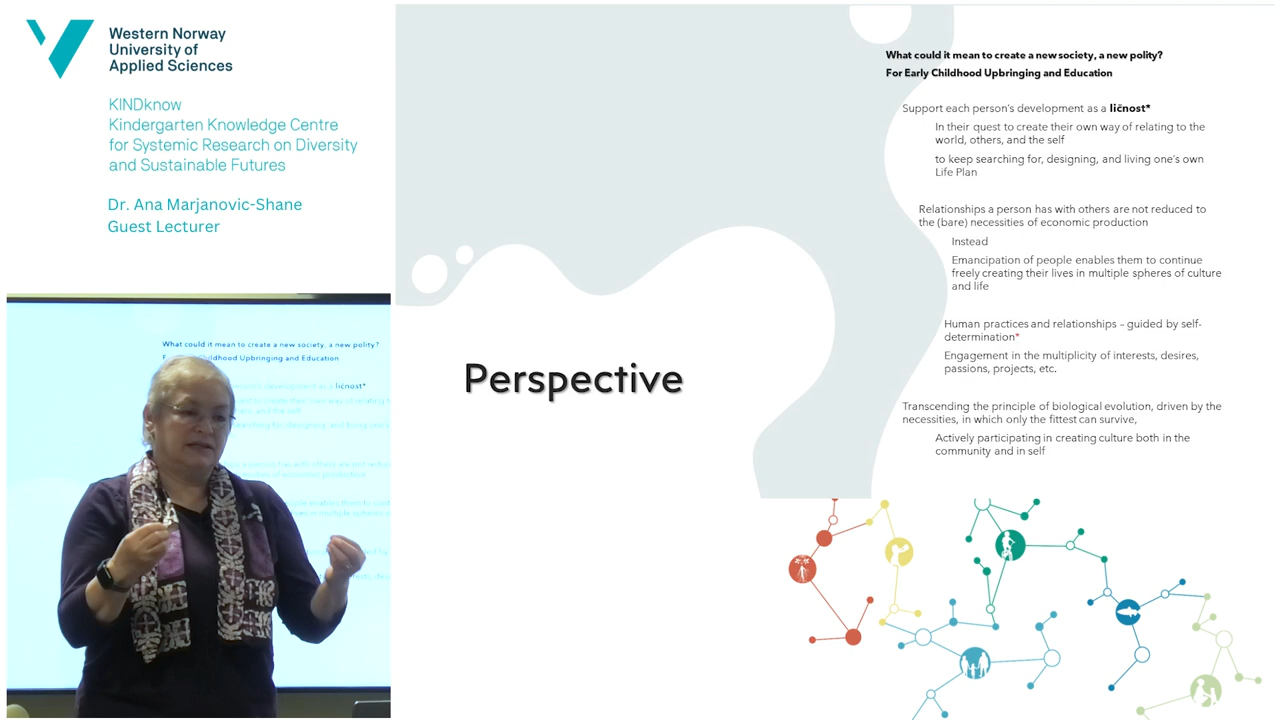 Western Norway
University of
Applied Sciences
KINDknow
Kindergarten Knowledge Centre
for Systemic Research on Diversity
and Sustainable Futures
Dr. Ana Marjanovic-Shane
Guest Lecturer
What could it mean to create a new society, a new polity?
For Early Childhood Upbringing and Education
Support each person's development as a ličnost*
In their quest to create their own way of relating to the
world, others, and the self
to keep searching for, designing, and living one's own
Life Plan
Relationships a person has with others are not reduced to
the (bare) necessities of economic production
Instead
Emancipation of people enables them to continue
freely creating their lives in multiple spheres of culture
and life
Human practices and relationships – guided by self-
determination*
Engagement in the multiplicity of interests, desires,
passions, projects, etc.
Transcending the principle of biological evolution, driven by the
necessities, in which only the fittest can survive,
Actively participating in creating culture both in the
community and in self
Perspective
What could it mean to create a new society, a new polity?
Childhood Upbringing and Education
development as a ličnost*